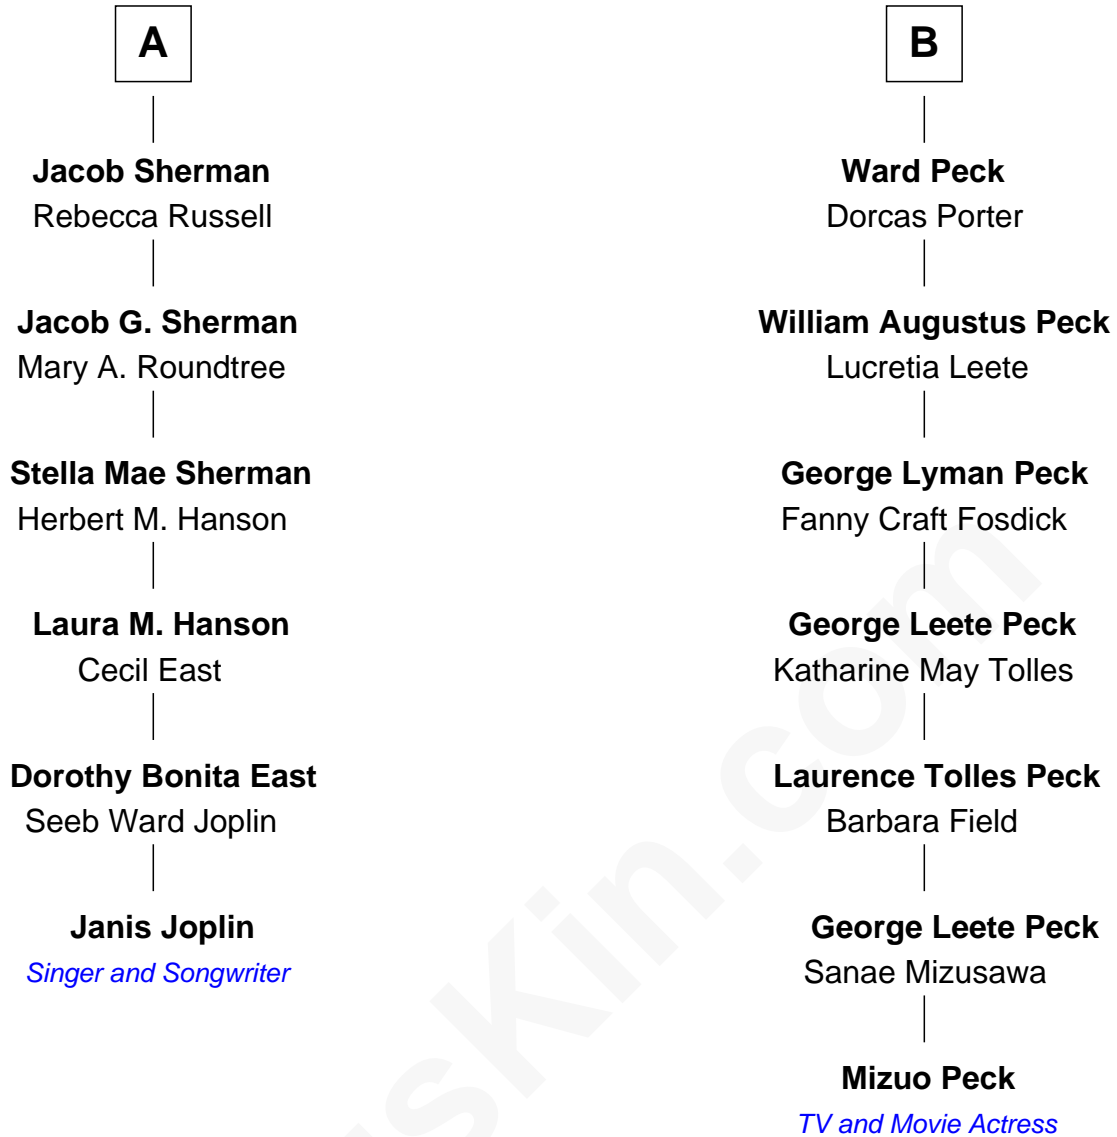 A
Jacob Sherman
Rebecca Russell
Jacob G. Sherman
Mary A. Roundtree
Stella Mae Sherman
Herbert M. Hanson
Laura M. Hanson
Cecil East
Dorothy Bonita East
Seeb Ward Joplin
Janis Joplin
Singer and Songwriter
B
Ward Peck
Dorcas Porter
William Augustus Peck
Lucretia Leete
George Lyman Peck
Fanny Craft Fosdick
George Leete Peck
Katharine May Tolles
Laurence Tolles Peck
Barbara Field
George Leete Peck
Sanae Mizusawa
Mizuo Peck
TV and Movie Actress